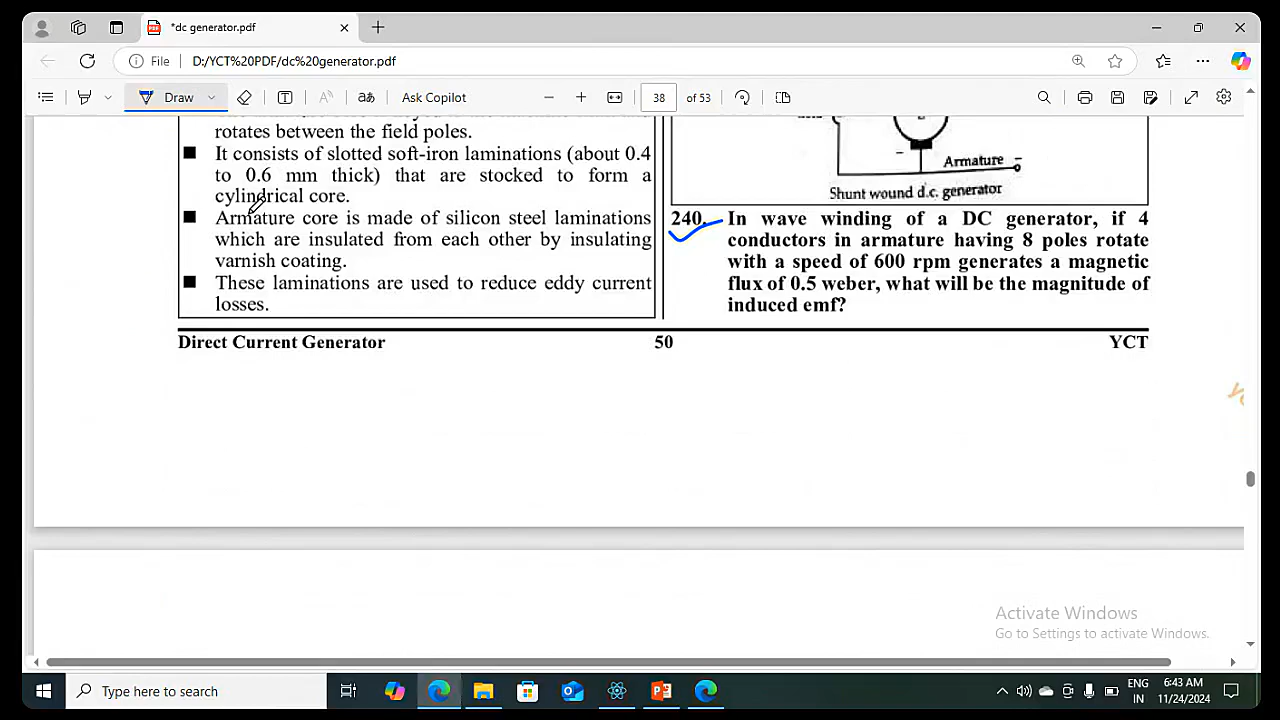 *dc generator.pdf
File
D:/YCT%20PDF/dc%20generator.pdf
Draw
Ask Copilot
38 of 53
rotates between the field poles.
It consists of slotted soft-iron laminations (about 0.4
to 0.6 mm thick) that are stocked to form a
cylindrical core.
Armature core is made of silicon steel laminations
which are insulated from each other by insulating
varnish coating.
These laminations are used to reduce eddy current
losses.
Armature
Shunt wound d.c. generator
240. In wave winding of a DC generator, if 4
conductors in armature having 8 poles rotate
with a speed of 600 rpm generates a magnetic
flux of 0.5 weber, what will be the magnitude of
induced emf?
Direct Current Generator 50 YCT
Activate Windows
Go to Settings to activate Windows.
Type here to search
ENG
IN
6:43 AM
11/24/2024